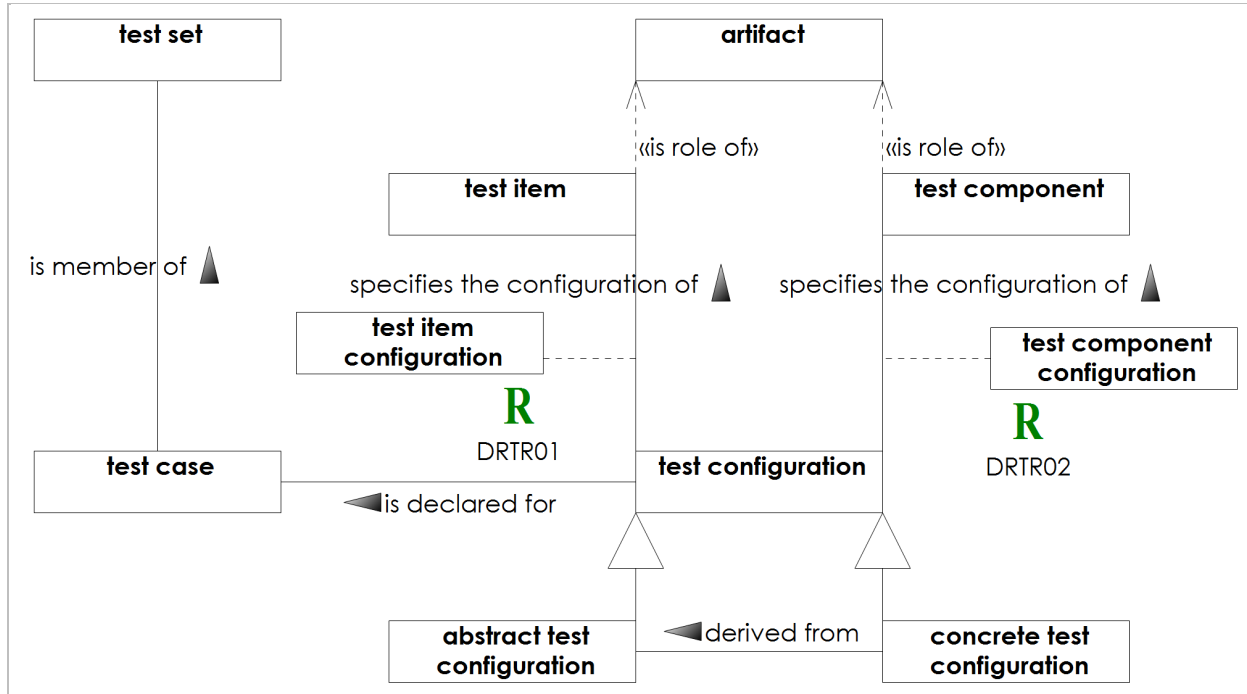 test set
artifact
«is role of»
«is role of»
test item
test component
is member of
specifies the configuration of
specifies the configuration of
test item
configuration
test component
configuration
R
DRTR01
R
DRTR02
test case
test configuration
is declared for
abstract test
configuration
derived from
concrete test
configuration